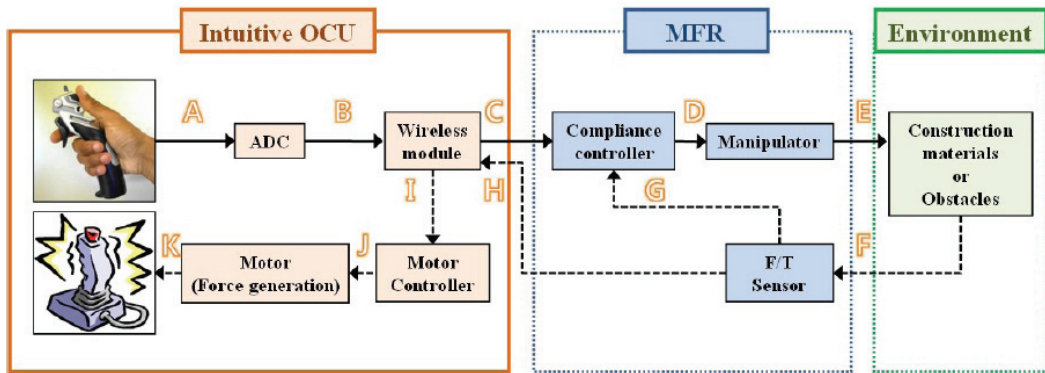 Intuitive OCU
MFR
Environment
A
B
C
D
E
ADC
Wireless
module
Compliance
controller
Manipulator
Construction
materials
or
Obstacles
I
H
G
K
J
F
Motor
(Force generation)
Motor
Controller
F/T
Sensor